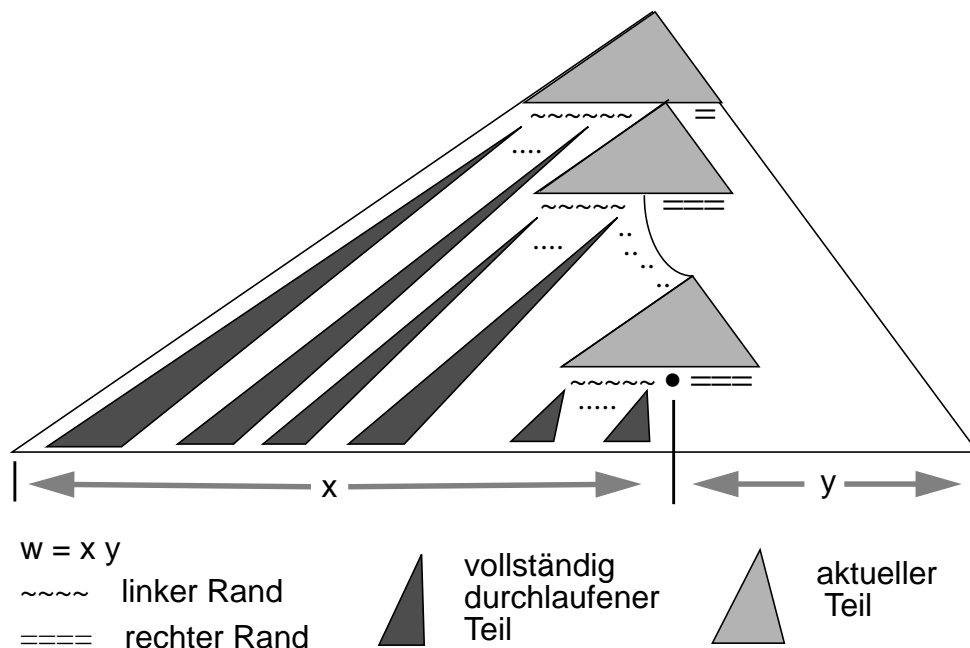 ~~~~~~ =
....
~~~~~ ===
....
~~~~~ ● ===
.....
x y
w = x y
~~~~ linker Rand
==== rechter Rand
vollständig
durchlaufener
Teil
aktueller
Teil